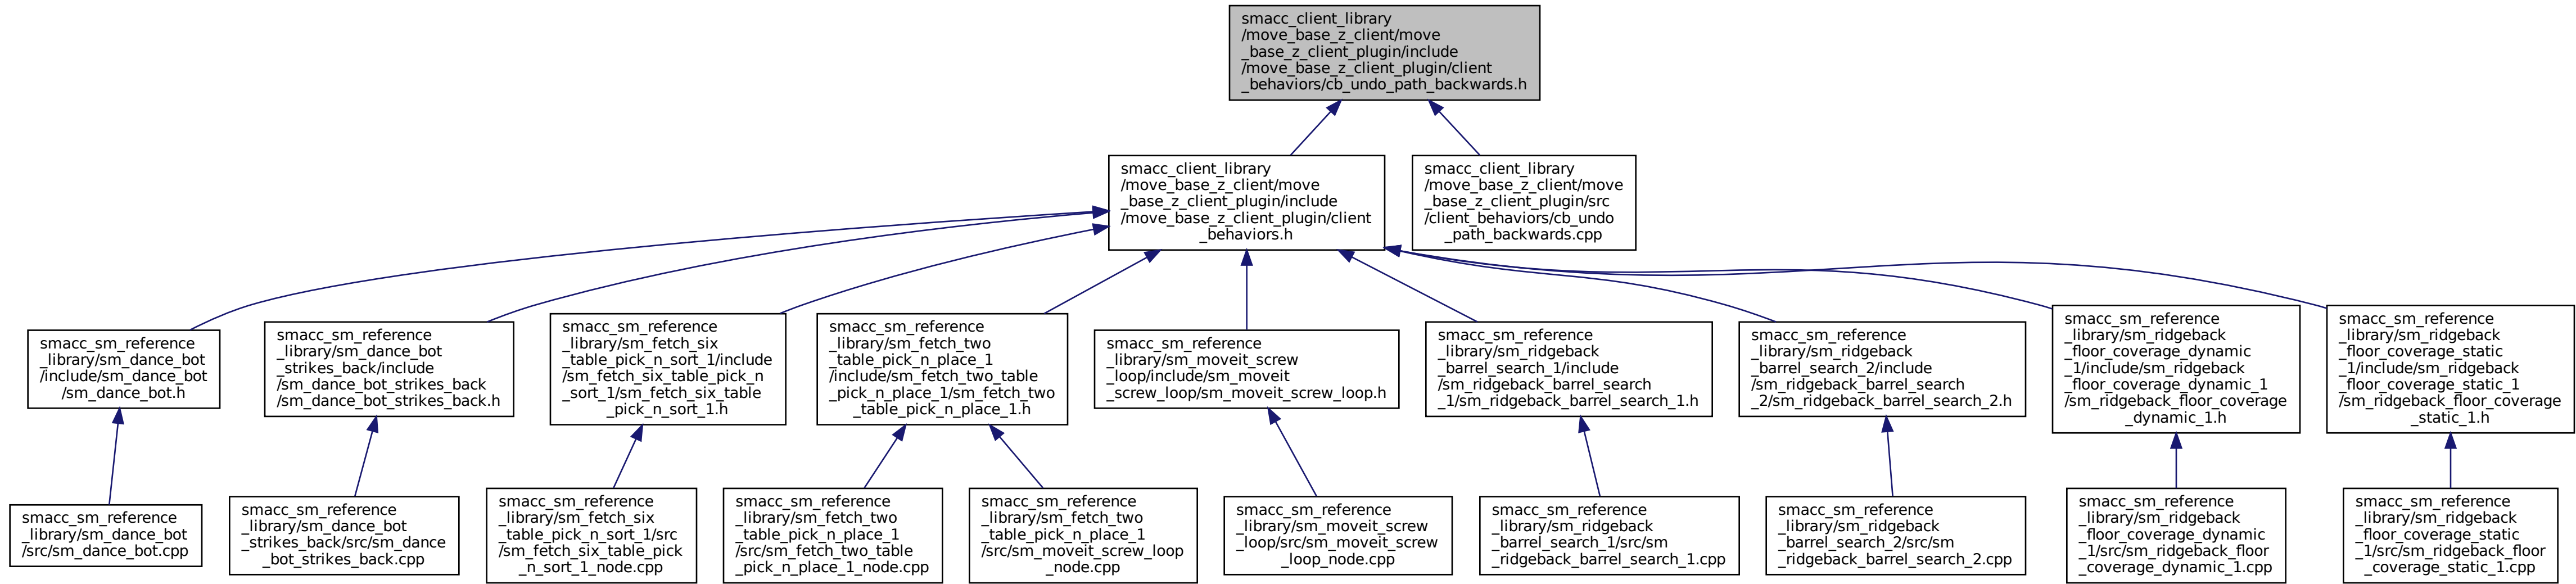 smacc_client_library
/move_base_z_client/move
_base_z_client_plugin/include
/move_base_z_client_plugin/client
_behaviors/cb_undo_path_backwards.h
smacc_client_library
/move_base_z_client/move
_base_z_client_plugin/include
/move_base_z_client_plugin/client
_behaviors.h
smacc_client_library
/move_base_z_client/move
_base_z_client_plugin/src
/client_behaviors/cb_undo
_path_backwards.cpp
smacc_sm_reference
_library/sm_dance_bot
/include/sm_dance_bot
/sm_dance_bot.h
smacc_sm_reference
_library/sm_dance_bot
_strikes_back/include
/sm_dance_bot_strikes_back
/sm_dance_bot_strikes_back.h
smacc_sm_reference
_library/sm_fetch_six
_table_pick_n_sort_1/include
/sm_fetch_six_table_pick_n
_sort_1/sm_fetch_six_table
_pick_n_sort_1.h
smacc_sm_reference
_library/sm_fetch_two
_table_pick_n_place_1
/include/sm_fetch_two_table
_pick_n_place_1/sm_fetch_two
_table_pick_n_place_1.h
smacc_sm_reference
_library/sm_moveit_screw
_loop/include/sm_moveit
_screw_loop/sm_moveit_screw_loop.h
smacc_sm_reference
_library/sm_ridgeback
_barrel_search_1/include
/sm_ridgeback_barrel_search
_1/sm_ridgeback_barrel_search_1.h
smacc_sm_reference
_library/sm_ridgeback
_barrel_search_2/include
/sm_ridgeback_barrel_search
_2/sm_ridgeback_barrel_search_2.h
smacc_sm_reference
_library/sm_ridgeback
_floor_coverage_dynamic
_1/include/sm_ridgeback
_floor_coverage_dynamic_1
/sm_ridgeback_floor_coverage
_dynamic_1.h
smacc_sm_reference
_library/sm_ridgeback
_floor_coverage_static
_1/include/sm_ridgeback
_floor_coverage_static_1
/sm_ridgeback_floor_coverage
_static_1.h
smacc_sm_reference
_library/sm_dance_bot
/src/sm_dance_bot.cpp
smacc_sm_reference
_library/sm_dance_bot
_strikes_back/src/sm_dance
_bot_strikes_back.cpp
smacc_sm_reference
_library/sm_fetch_six
_table_pick_n_sort_1/src
/sm_fetch_six_table_pick
_n_sort_1_node.cpp
smacc_sm_reference
_library/sm_fetch_two
_table_pick_n_place_1
/src/sm_fetch_two_table
_pick_n_place_1_node.cpp
smacc_sm_reference
_library/sm_fetch_two
_table_pick_n_place_1
/src/sm_moveit_screw_loop
_node.cpp
smacc_sm_reference
_library/sm_moveit_screw
_loop/src/sm_moveit_screw
_loop_node.cpp
smacc_sm_reference
_library/sm_ridgeback
_barrel_search_1/src/sm
_ridgeback_barrel_search_1.cpp
smacc_sm_reference
_library/sm_ridgeback
_barrel_search_2/src/sm
_ridgeback_barrel_search_2.cpp
smacc_sm_reference
_library/sm_ridgeback
_floor_coverage_dynamic
_1/src/sm_ridgeback_floor
_coverage_dynamic_1.cpp
smacc_sm_reference
_library/sm_ridgeback
_floor_coverage_static
_1/src/sm_ridgeback_floor
_coverage_static_1.cpp